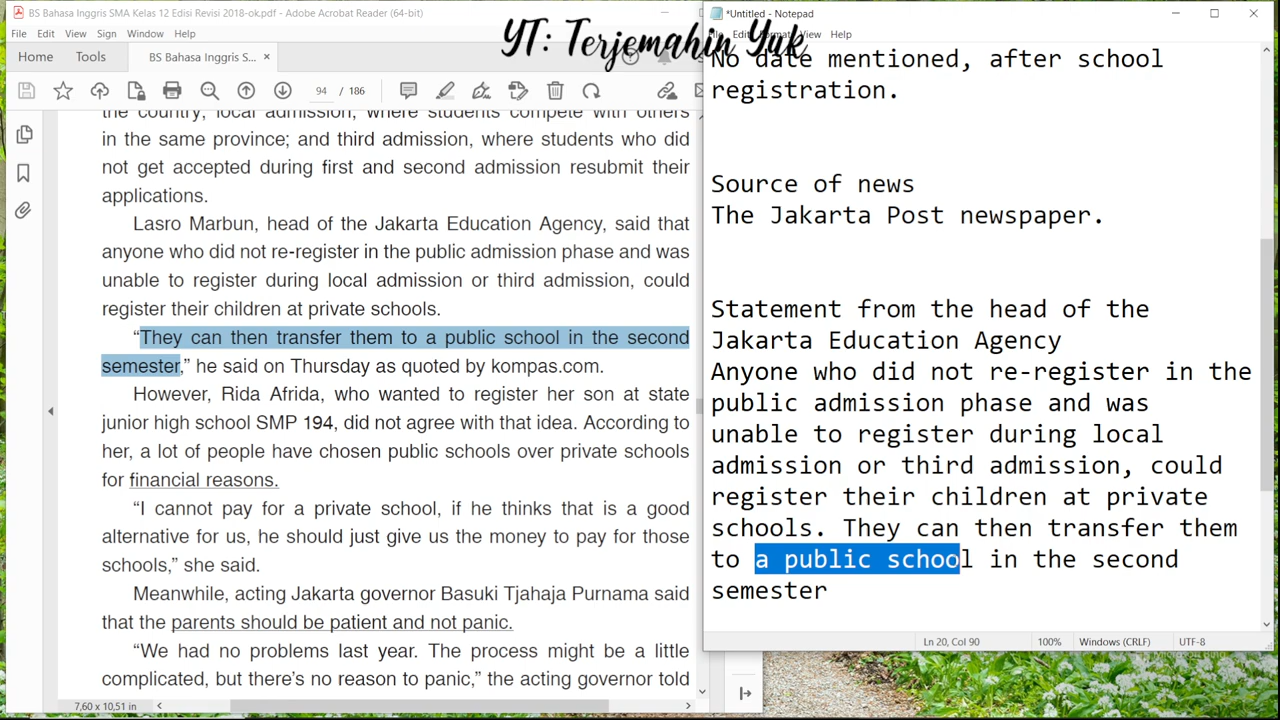 BS Bahasa Inggris SMA Kelas 12 Edisi Revisi 2018-ok.pdf - Adobe Acrobat Reader (64-bit)
File Edit View Sign Window Help
Home Tools BS Bahasa Inggris S... ×
94 / 186
the country; local admission, where students compete with others
in the same province; and third admission, where students who did
not get accepted during first and second admission resubmit their
applications.
Lasro Marbun, head of the Jakarta Education Agency, said that
anyone who did not re-register in the public admission phase and was
unable to register during local admission or third admission, could
register their children at private schools.
“They can then transfer them to a public school in the second
semester,” he said on Thursday as quoted by kompas.com.
However, Rida Afrida, who wanted to register her son at state
junior high school SMP 194, did not agree with that idea. According to
her, a lot of people have chosen public schools over private schools
for financial reasons.
“I cannot pay for a private school, if he thinks that is a good
alternative for us, he should just give us the money to pay for those
schools,” she said.
Meanwhile, acting Jakarta governor Basuki Tjahaja Purnama said
that the parents should be patient and not panic.
“We had no problems last year. The process might be a little
complicated, but there’s no reason to panic,” the acting governor told
7,60 x 10,51 in
YT: Terjemahin Yuk
*Untitled - Notepad
File Edit View Help
No date mentioned, after school
registration.
Source of news
The Jakarta Post newspaper.
Statement from the head of the
Jakarta Education Agency
Anyone who did not re-register in the
public admission phase and was
unable to register during local
admission or third admission, could
register their children at private
schools. They can then transfer them
to a public school in the second
semester
Ln 20, Col 90 100% Windows (CRLF) UTF-8